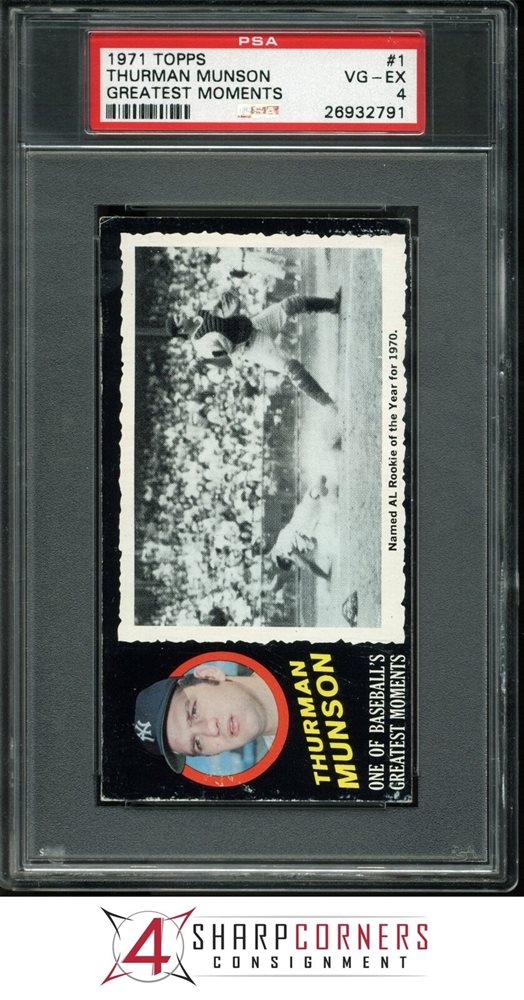 PSA
1971 TOPPS #1
THURMAN MUNSON VG-EX
GREATEST MOMENTS 4
26932791
Named AL Rookie of the Year for 1970.
NY
THURMAN
MUNSON
ONE OF BASEBALL'S
GREATEST MOMENTS
4 SHARPCORNERS
CONSIGNMENT